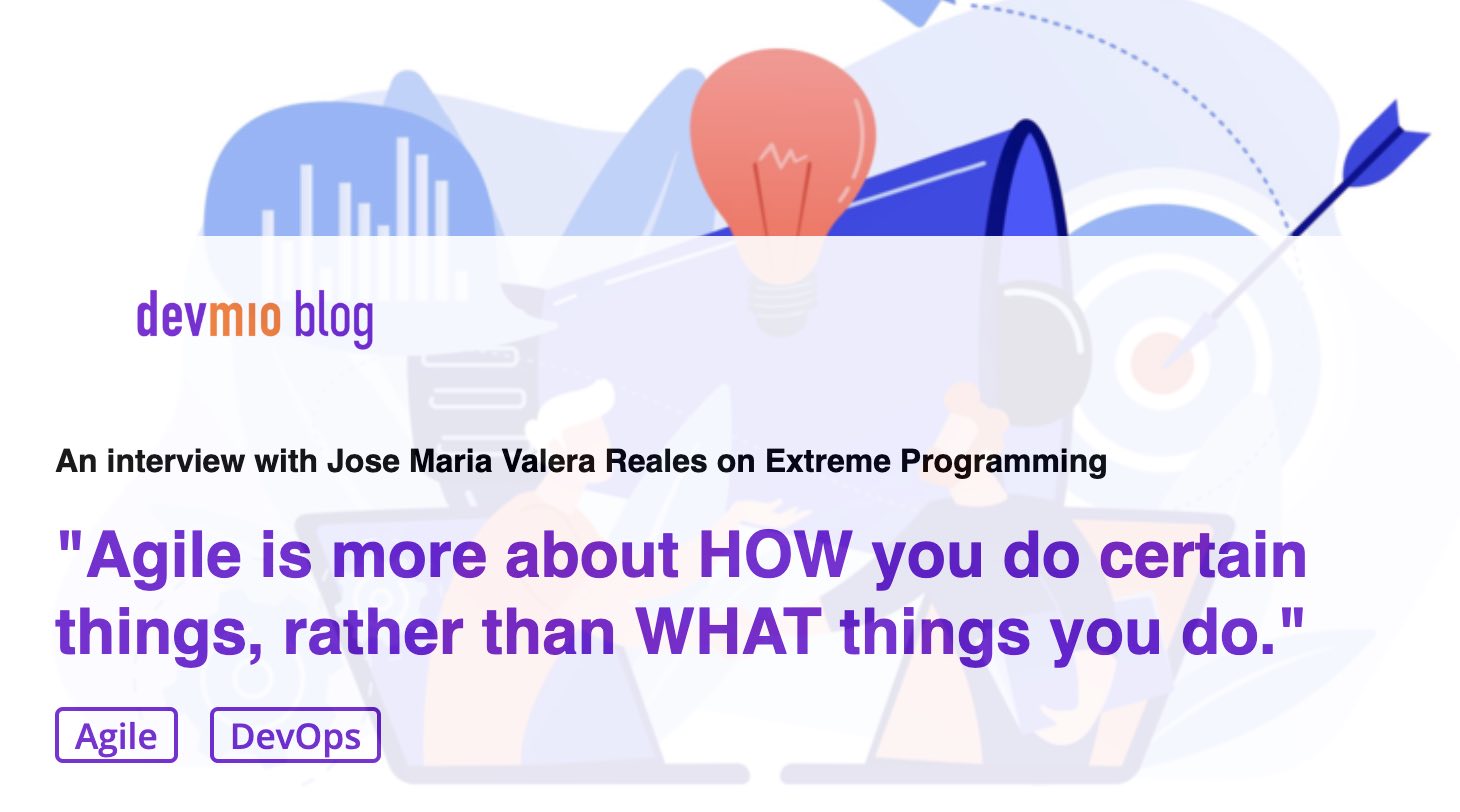 devmio blog
An interview with Jose Maria Valera Reales on Extreme Programming
"Agile is more about HOW you do certain
things, rather than WHAT things you do."
Agile DevOps